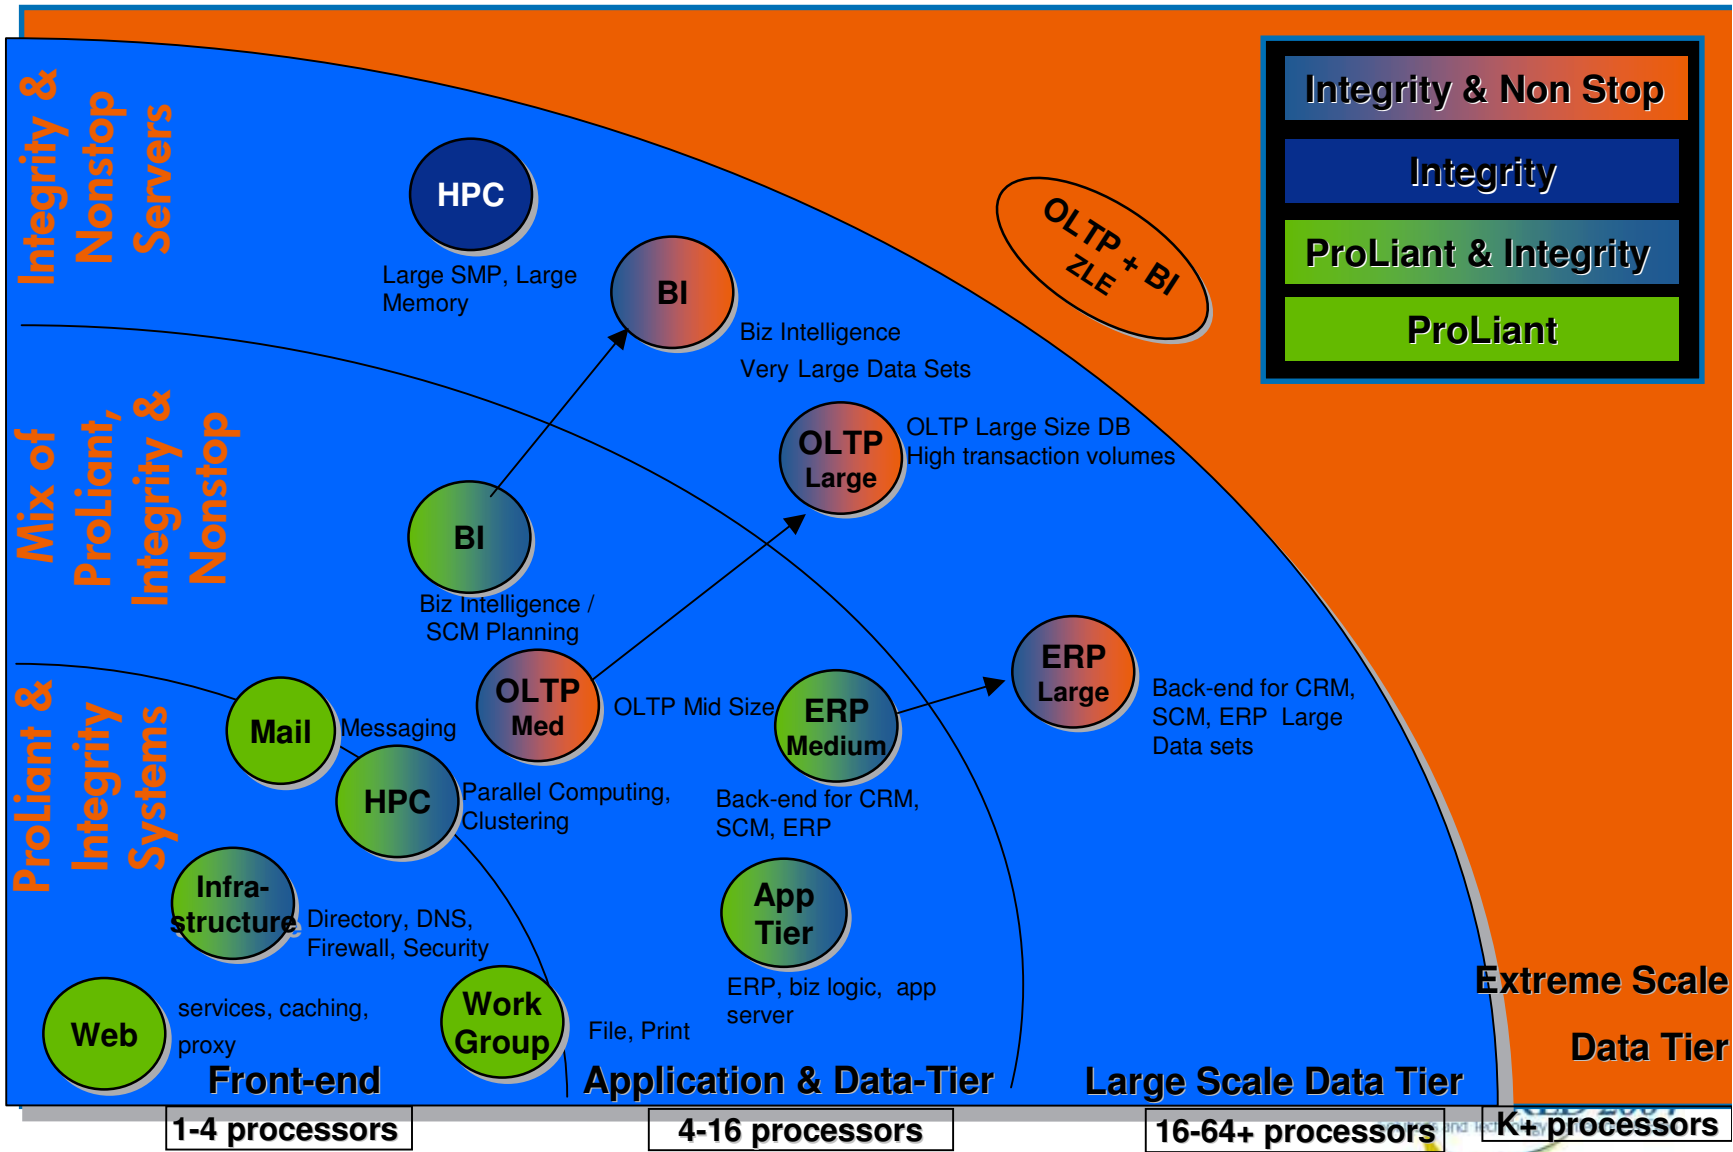 Integrity &
Nonstop
Servers
Mix of
ProLiant,
Integrity &
Nonstop
ProLiant &
Integrity
Systems
Integrity & Non Stop
Integrity
ProLiant & Integrity
ProLiant
HPC
Large SMP, Large
Memory
BI
Biz Intelligence
Very Large Data Sets
OLTP + BI
ZLE
OLTP
Large
OLTP Large Size DB
High transaction volumes
BI
Biz Intelligence /
SCM Planning
OLTP
Med
OLTP Mid Size
ERP
Medium
Back-end for CRM,
SCM, ERP
ERP
Large
Back-end for CRM,
SCM, ERP Large
Data sets
Mail
Messaging
HPC
Parallel Computing,
Clustering
Infra-
structure
Directory, DNS,
Firewall, Security
App
Tier
ERP, biz logic, app
server
Web
services, caching,
proxy
Work
Group
File, Print
Front-end
Application & Data-Tier
Large Scale Data Tier
Extreme Scale
Data Tier
1-4 processors
4-16 processors
16-64+ processors
K+ processors